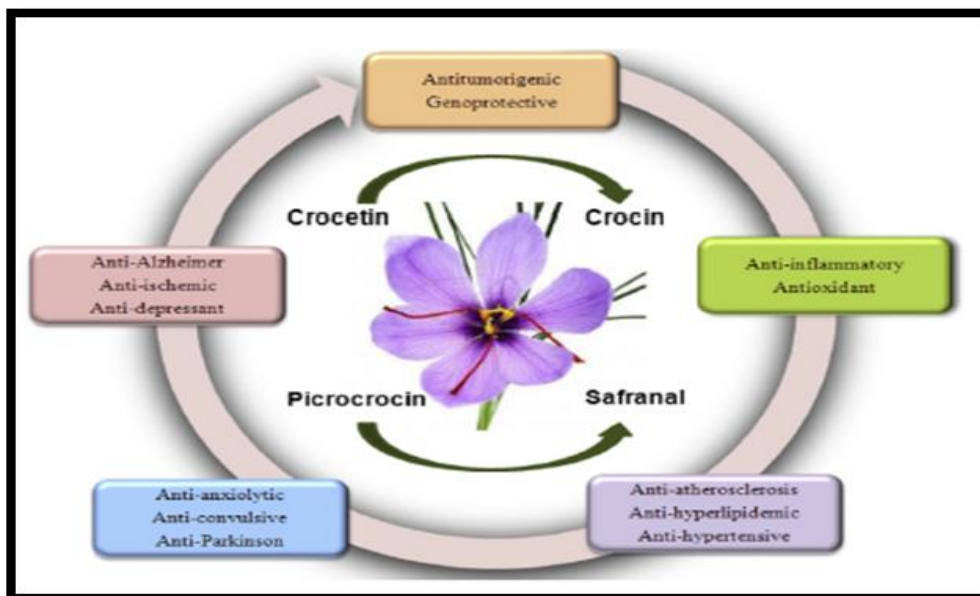 Antitumorigenic
Genoprotective
Crocetin
Crocin
Anti-Alzheimer
Anti-ischemic
Anti-depressant
Anti-inflammatory
Antioxidant
Picrocrocin
Safranal
Anti-anxiolytic
Anti-convulsive
Anti-Parkinson
Anti-atherosclerosis
Anti-hyperlipidemic
Anti-hypertensive